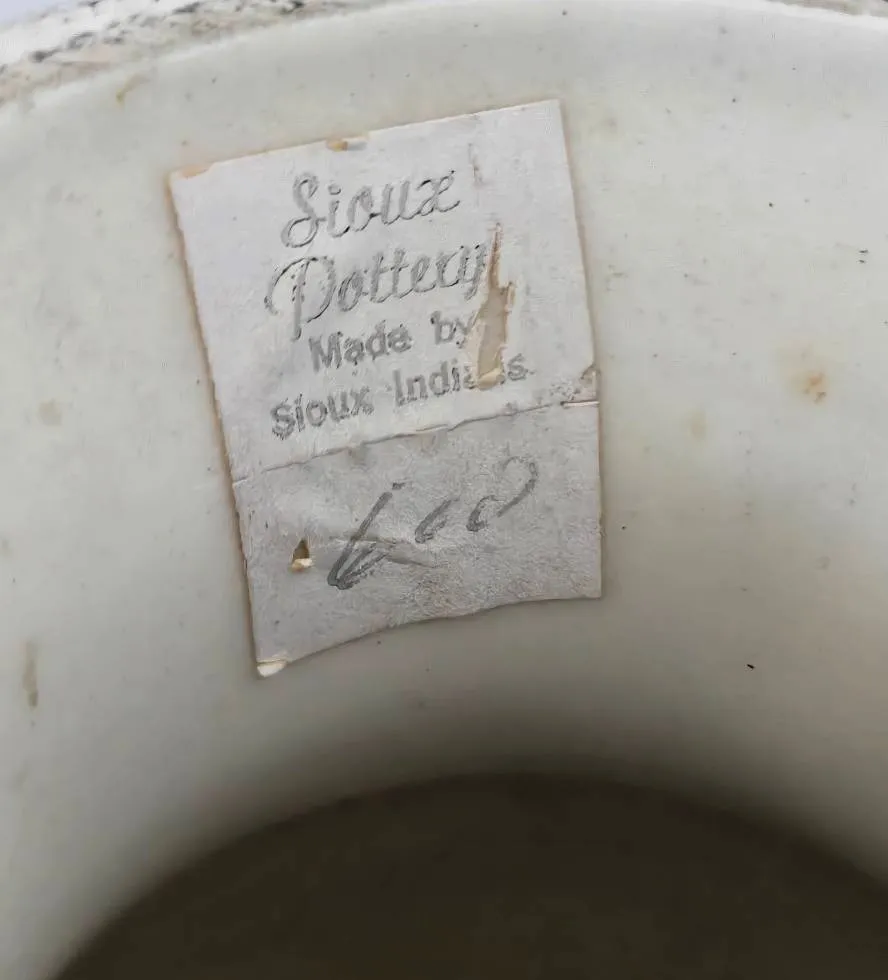 Sioux
Pottery
Made by
Sioux Indians